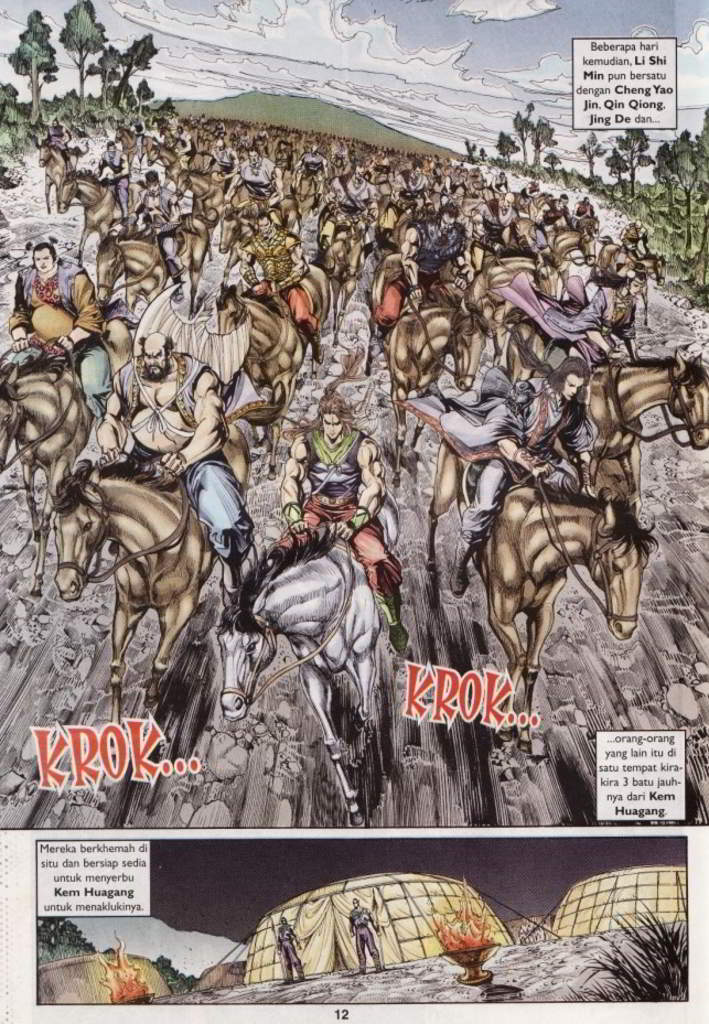 Beberapa hari
kemudian, Li Shi
Min pun bersatu
dengan Cheng Yao
Jin, Qin Qiong,
Jing De dan...
KROK...
KROK...
...orang-orang
yang lain itu di
satu tempat kira-
kira 3 batu jauh-
nya dari Kem
Huagang.
Mereka berkhemah di
situ dan bersiap sedia
untuk menyerbu
Kem Huagang
untuk menaklukinya.
12